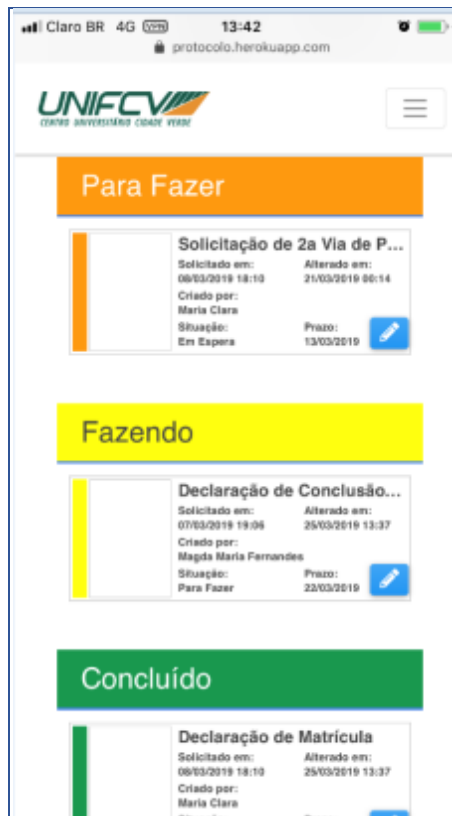 Claro BR 4G VPN 13:42
protocolo.herokuapp.com
UNIFCV
CENTRO UNIVERSITÁRIO CIDADE VERDE
Para Fazer
Solicitação de 2a Via de P...
Solicitado em: Alterado em:
08/03/2019 18:10 21/03/2019 00:14
Criado por:
Maria Clara
Situação: Prazo:
Em Espera 13/03/2019
Fazendo
Declaração de Conclusão...
Solicitado em: Alterado em:
07/03/2019 19:06 25/03/2019 13:37
Criado por:
Magda Maria Fernandes
Situação: Prazo:
Para Fazer 22/03/2019
Concluído
Declaração de Matrícula
Solicitado em: Alterado em:
08/03/2019 18:10 25/03/2019 13:37
Criado por:
Maria Clara